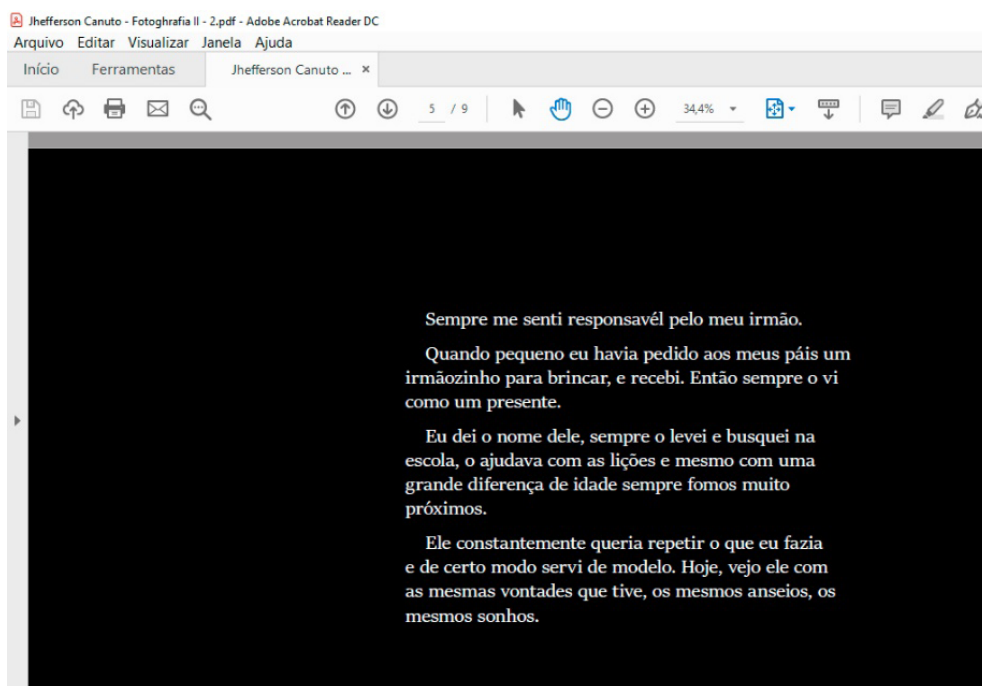 Jhefferson Canuto - Fotoghrafia II - 2.pdf - Adobe Acrobat Reader DC
Arquivo Editar Visualizar Janela Ajuda
Início Ferramentas Jhefferson Canuto ... ×
5 / 9 34,4%
Sempre me senti responsavél pelo meu irmão.
Quando pequeno eu havia pedido aos meus páis um
irmãozinho para brincar, e recebi. Então sempre o vi
como um presente.
Eu dei o nome dele, sempre o levei e busquei na
escola, o ajudava com as lições e mesmo com uma
grande diferença de idade sempre fomos muito
próximos.
Ele constantemente queria repetir o que eu fazia
e de certo modo servi de modelo. Hoje, vejo ele com
as mesmas vontades que tive, os mesmos anseios, os
mesmos sonhos.